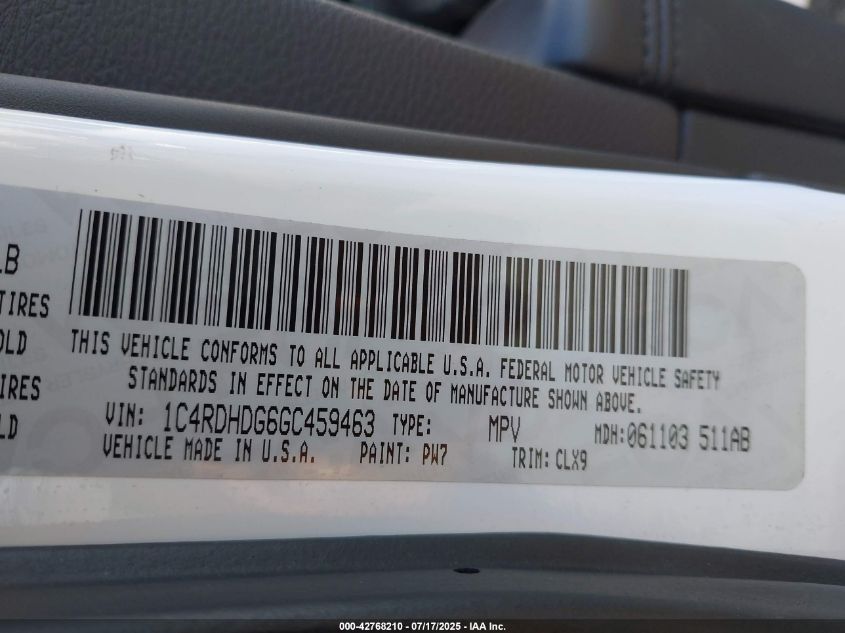 LB
TIRES
OLD
IRES
LD
THIS VEHICLE CONFORMS TO ALL APPLICABLE U.S.A. FEDERAL MOTOR VEHICLE SAFETY
STANDARDS IN EFFECT ON THE DATE OF MANUFACTURE SHOWN ABOVE.
VIN: 1C4RDHDG6GC459463 TYPE: MPV MDH:061103 511AB
VEHICLE MADE IN U.S.A. PAINT: PW7 TRIM: CLX9
000-42768210 - 07/17/2025 - IAA Inc.